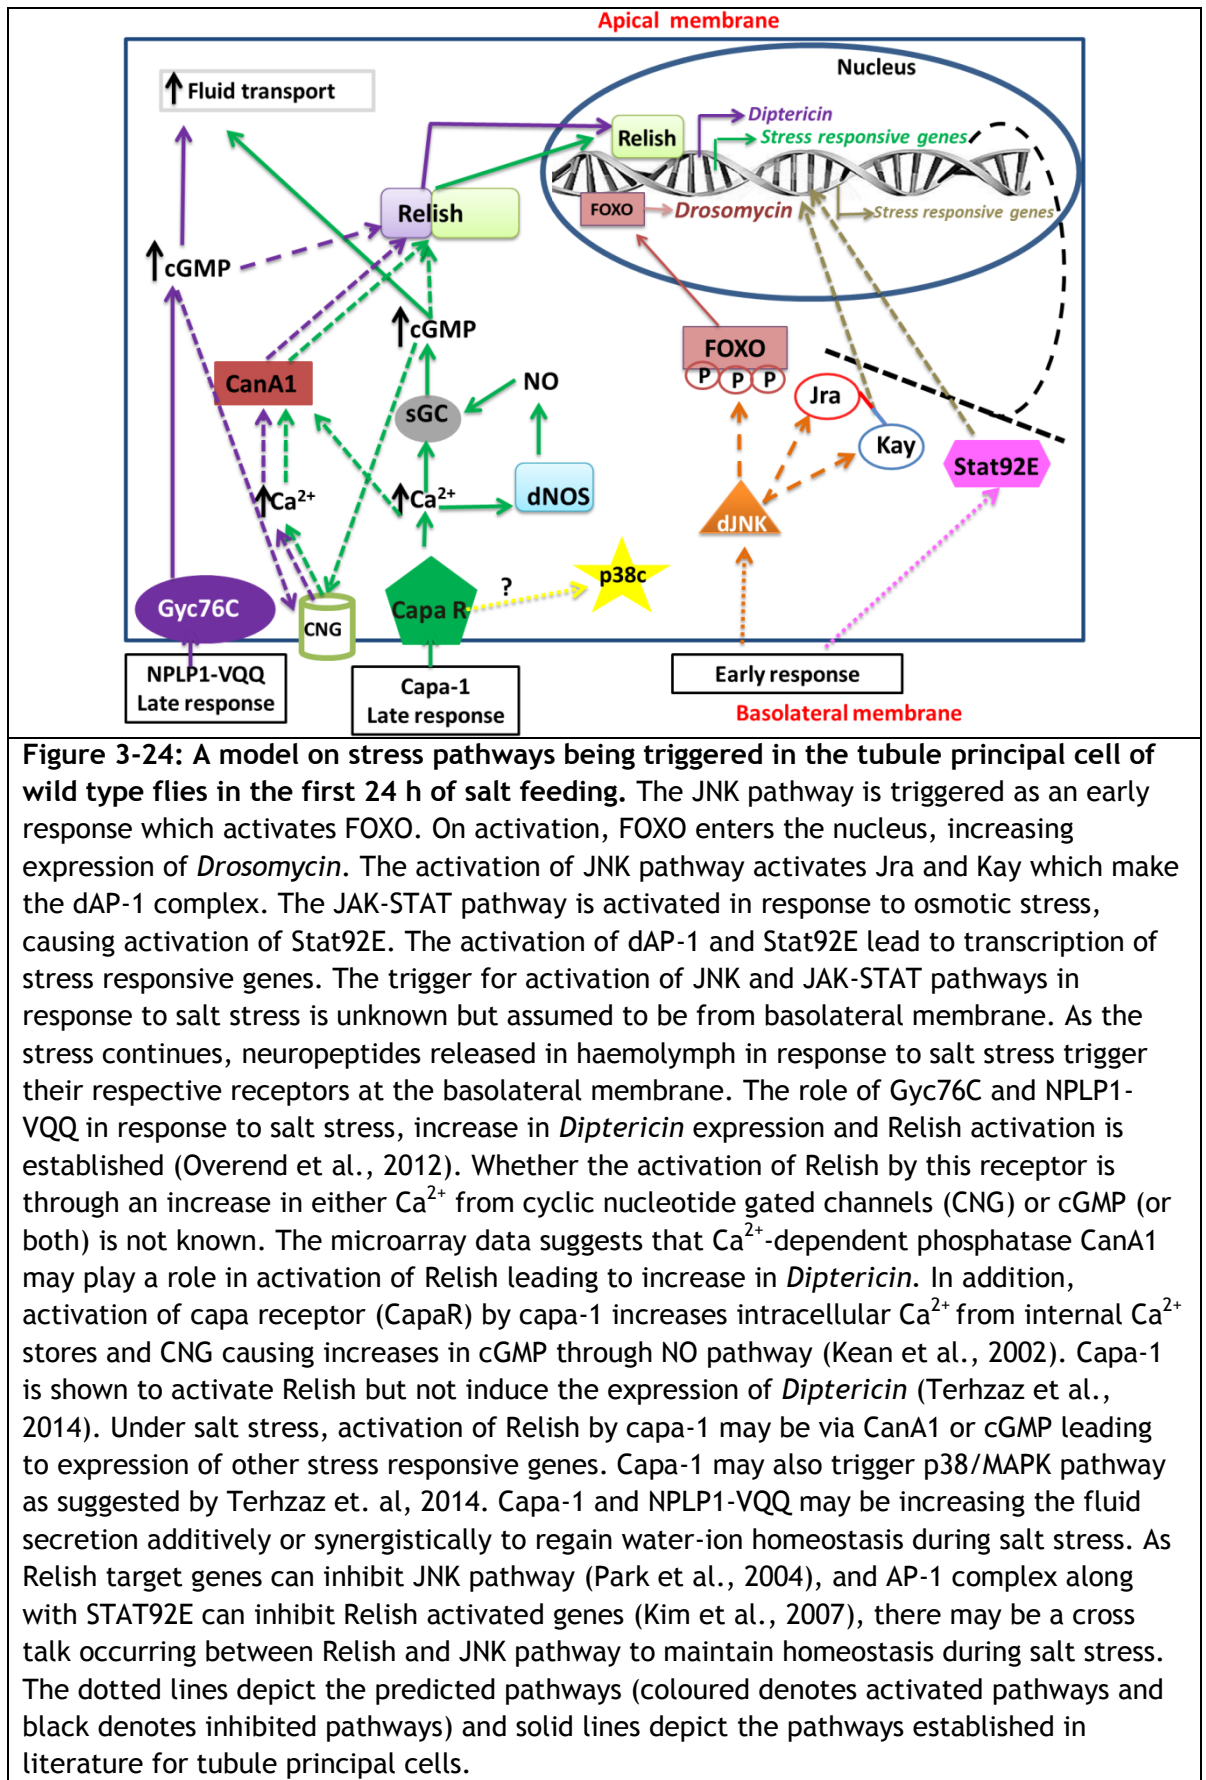 Apical membrane
Nucleus
Fluid transport
Diptericin
Relish
Stress responsive genes
Relish
FOXO
Drosomycin
Stress responsive genes
cGMP
cGMP
FOXO
P P P
CanA1
NO
Jra
sGC
Kay
Stat92E
Ca2+
Ca2+
dNOS
dJNK
p38c
?
Gyc76C
Capa R
CNG
NPLP1-VQQ
Late response
Capa-1
Late response
Early response
Basolateral membrane
Figure 3-24: A model on stress pathways being triggered in the tubule principal cell of
wild type flies in the first 24 h of salt feeding. The JNK pathway is triggered as an early
response which activates FOXO. On activation, FOXO enters the nucleus, increasing
expression of Drosomycin. The activation of JNK pathway activates Jra and Kay which make
the dAP-1 complex. The JAK-STAT pathway is activated in response to osmotic stress,
causing activation of Stat92E. The activation of dAP-1 and Stat92E lead to transcription of
stress responsive genes. The trigger for activation of JNK and JAK-STAT pathways in
response to salt stress is unknown but assumed to be from basolateral membrane. As the
stress continues, neuropeptides released in haemolymph in response to salt stress trigger
their respective receptors at the basolateral membrane. The role of Gyc76C and NPLP1-
VQQ in response to salt stress, increase in Diptericin expression and Relish activation is
established (Overend et al., 2012). Whether the activation of Relish by this receptor is
through an increase in either Ca2+ from cyclic nucleotide gated channels (CNG) or cGMP (or
both) is not known. The microarray data suggests that Ca2+-dependent phosphatase CanA1
may play a role in activation of Relish leading to increase in Diptericin. In addition,
activation of capa receptor (CapaR) by capa-1 increases intracellular Ca2+ from internal Ca2+
stores and CNG causing increases in cGMP through NO pathway (Kean et al., 2002). Capa-1
is shown to activate Relish but not induce the expression of Diptericin (Terhzaz et al.,
2014). Under salt stress, activation of Relish by capa-1 may be via CanA1 or cGMP leading
to expression of other stress responsive genes. Capa-1 may also trigger p38/MAPK pathway
as suggested by Terhzaz et. al, 2014. Capa-1 and NPLP1-VQQ may be increasing the fluid
secretion additively or synergistically to regain water-ion homeostasis during salt stress. As
Relish target genes can inhibit JNK pathway (Park et al., 2004), and AP-1 complex along
with STAT92E can inhibit Relish activated genes (Kim et al., 2007), there may be a cross
talk occurring between Relish and JNK pathway to maintain homeostasis during salt stress.
The dotted lines depict the predicted pathways (coloured denotes activated pathways and
black denotes inhibited pathways) and solid lines depict the pathways established in
literature for tubule principal cells.